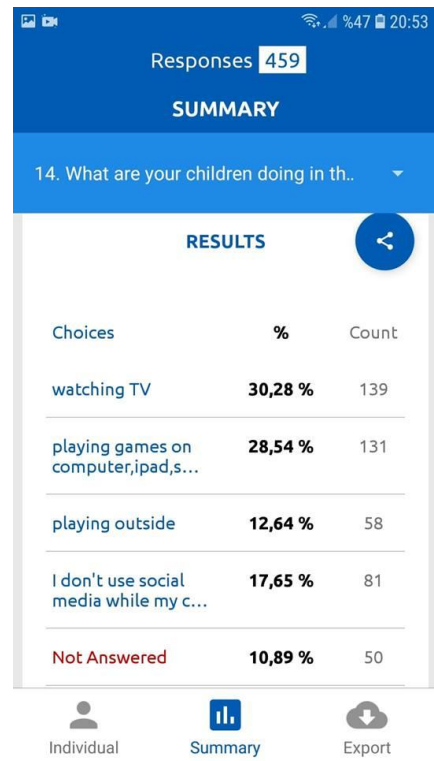 %47 20:53
Responses 459
SUMMARY
14. What are your children doing in th..
RESULTS
Choices % Count
watching TV 30,28 % 139
playing games on
computer,ipad,s... 28,54 % 131
playing outside 12,64 % 58
I don't use social
media while my c... 17,65 % 81
Not Answered 10,89 % 50
Individual Summary Export